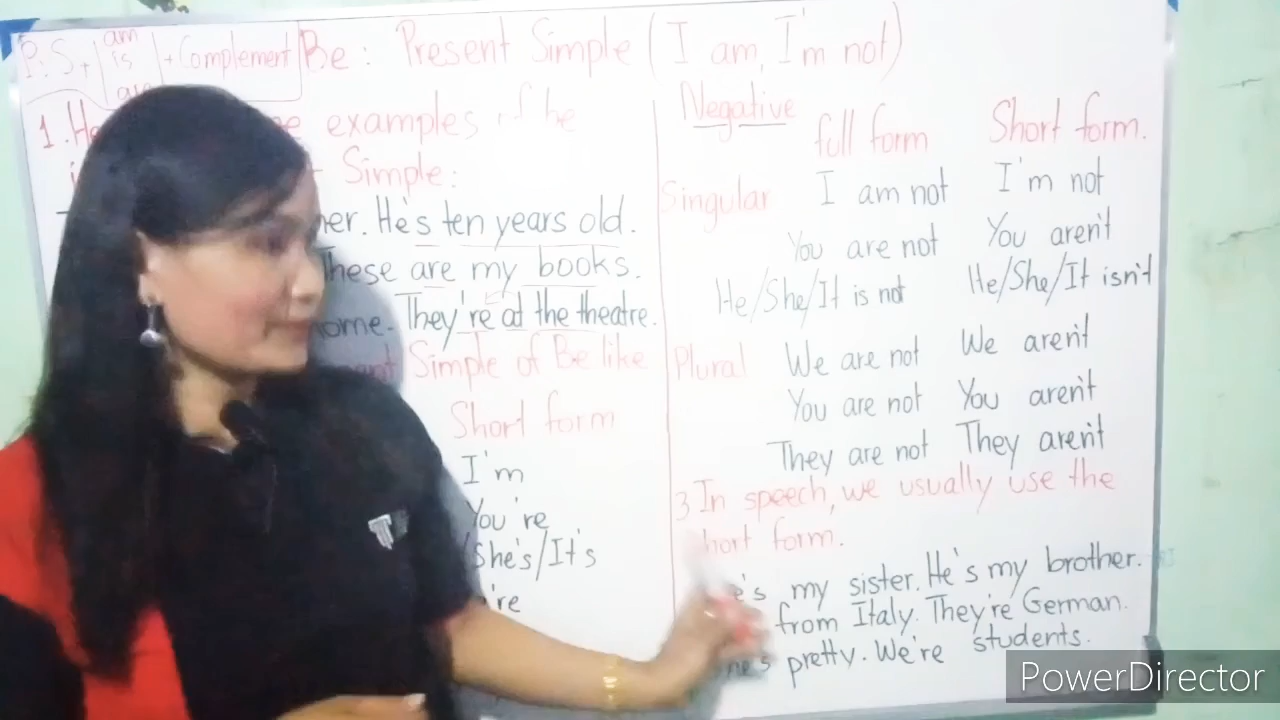 P: S + am is + Complement
Be : Present Simple ( I am, I'm not )
1. examples of be
Simple:
He's ten years old.
These are my books.
home. They're at the theatre.
Simple of Be like
Short form
I'm
You're
She's/It's
're
Negative
full form Short form.
Singular I am not I'm not
You are not You aren't
He/She/It is not He/She/It isn't
Plural We are not We aren't
You are not You aren't
They are not They aren't
3 In speech, we usually use the
short form.
my sister. He's my brother.
from Italy. They're German.
pretty. We're students.
PowerDirector